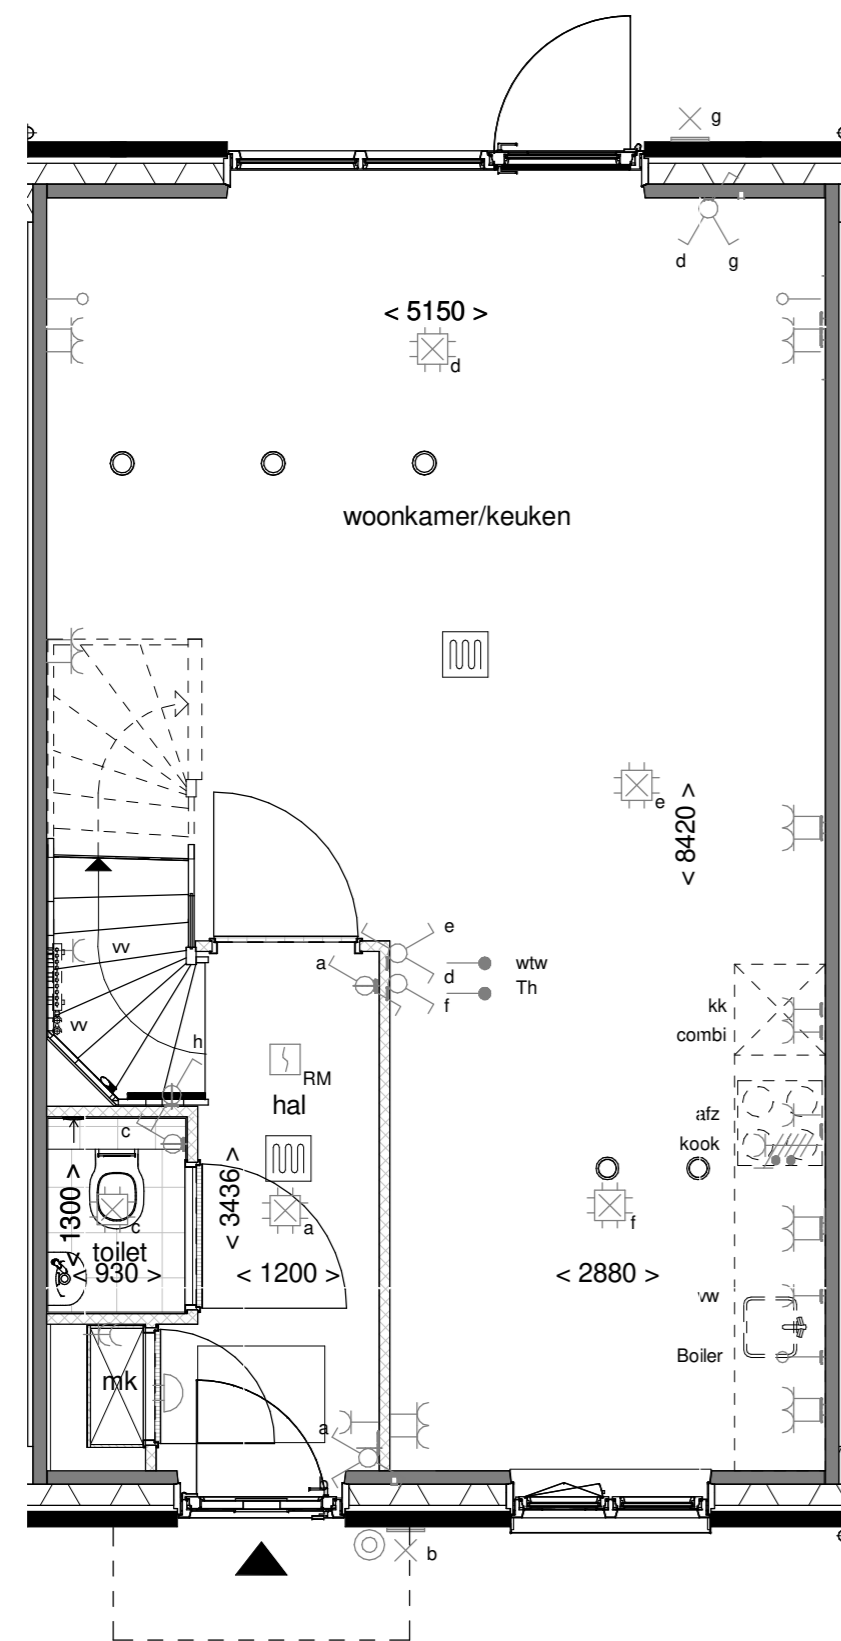 g
d g
< 5150 >
d
woonkamer/keuken
e
< 8420 >
e
d
f
wtw
Th
a
vv
vv
h
RM
hal
kk
combi
afz
kook
c
c
< 1300 >
toilet
< 930 >
< 3436 >
a
< 1200 >
f
< 2880 >
vw
Boiler
mk
a
b